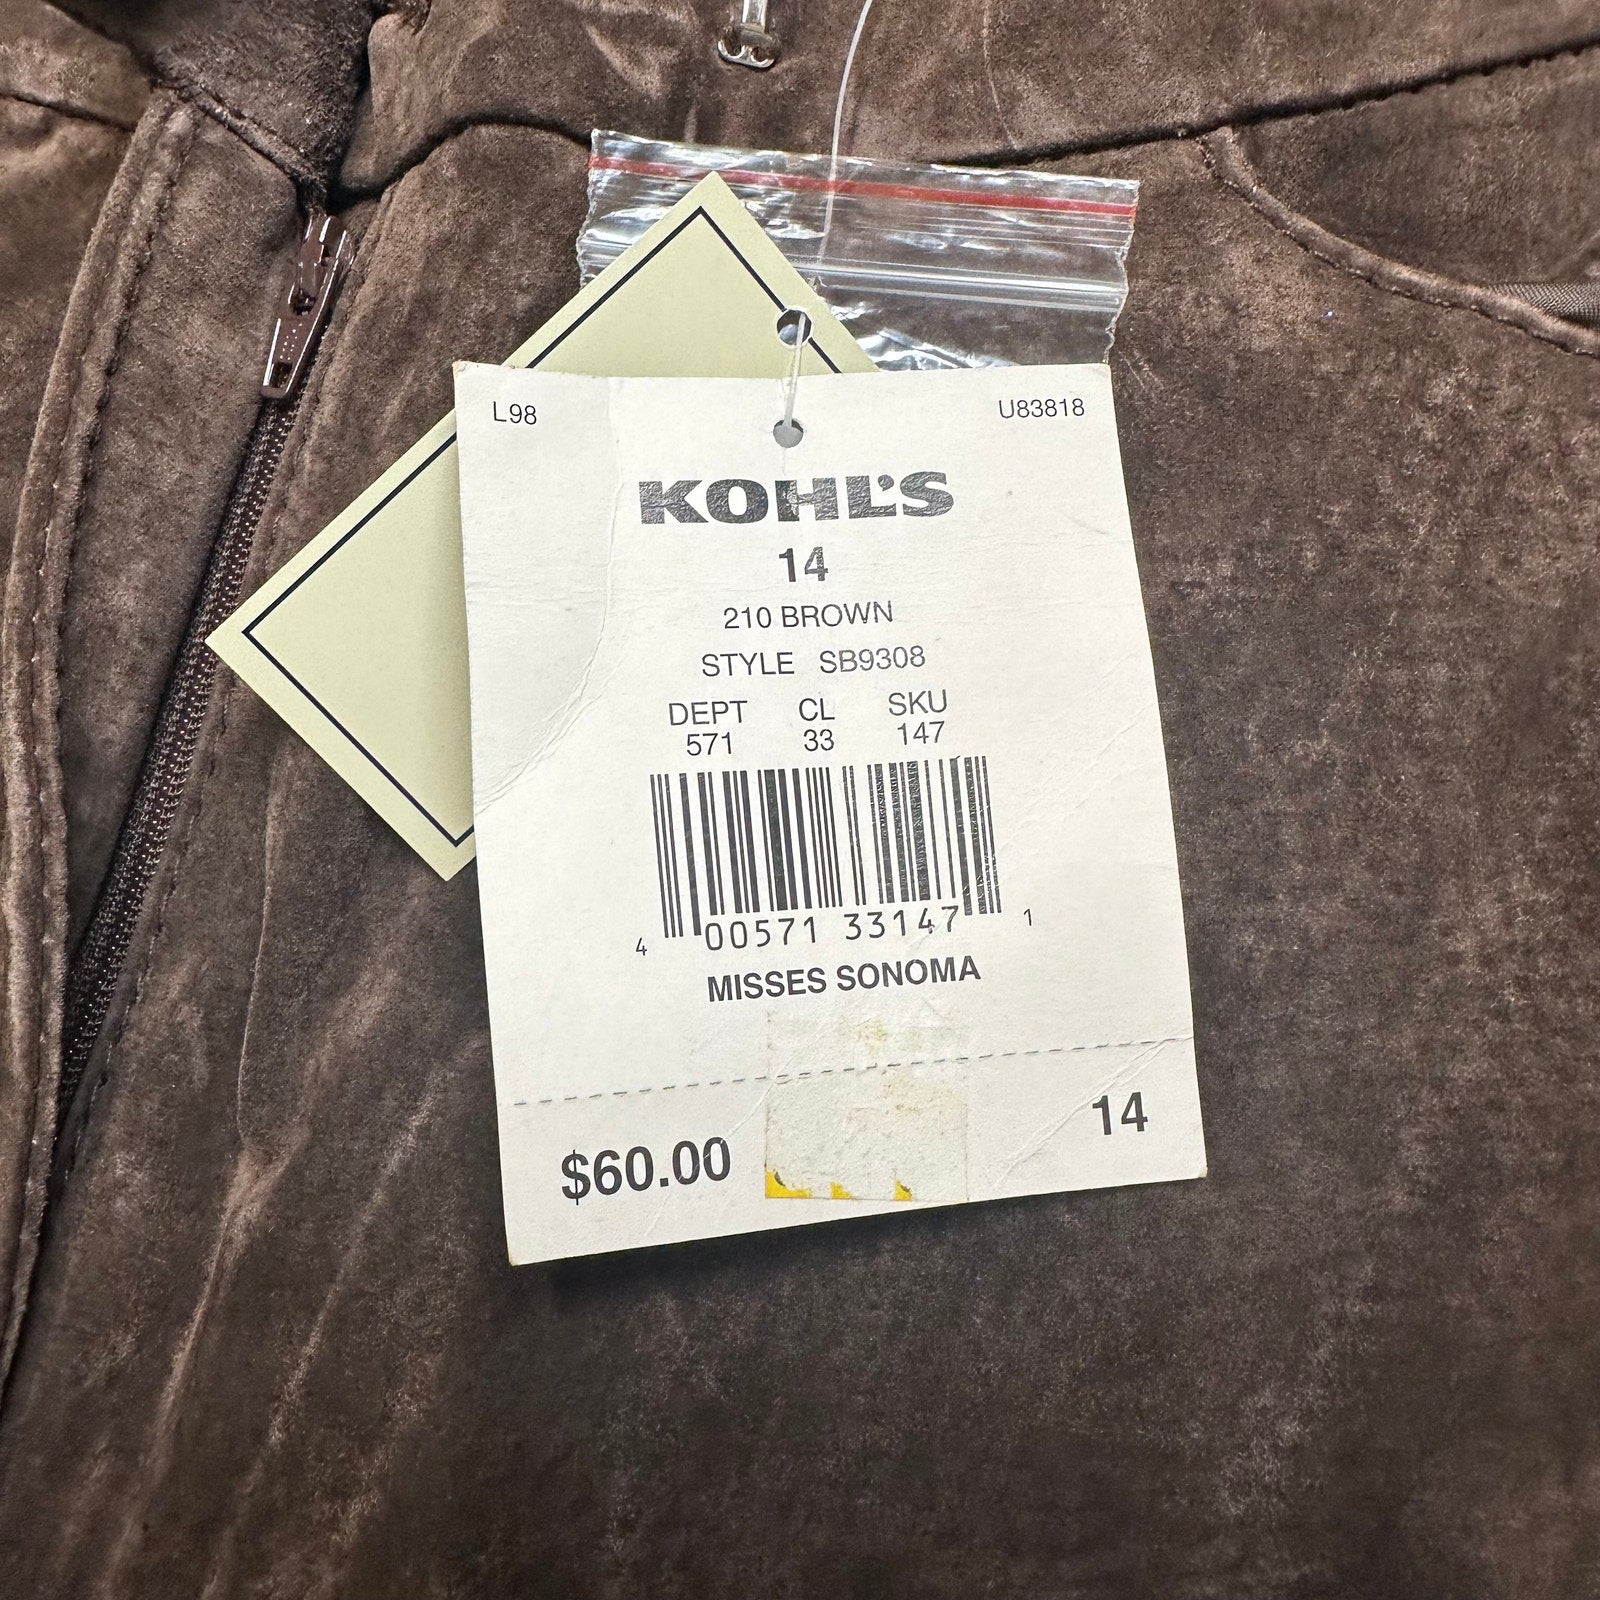 L98 U83818
KOHL'S
14
210 BROWN
STYLE SB9308
DEPT CL SKU
571 33 147
4 00571 33147 1
MISSES SONOMA
$60.00 14